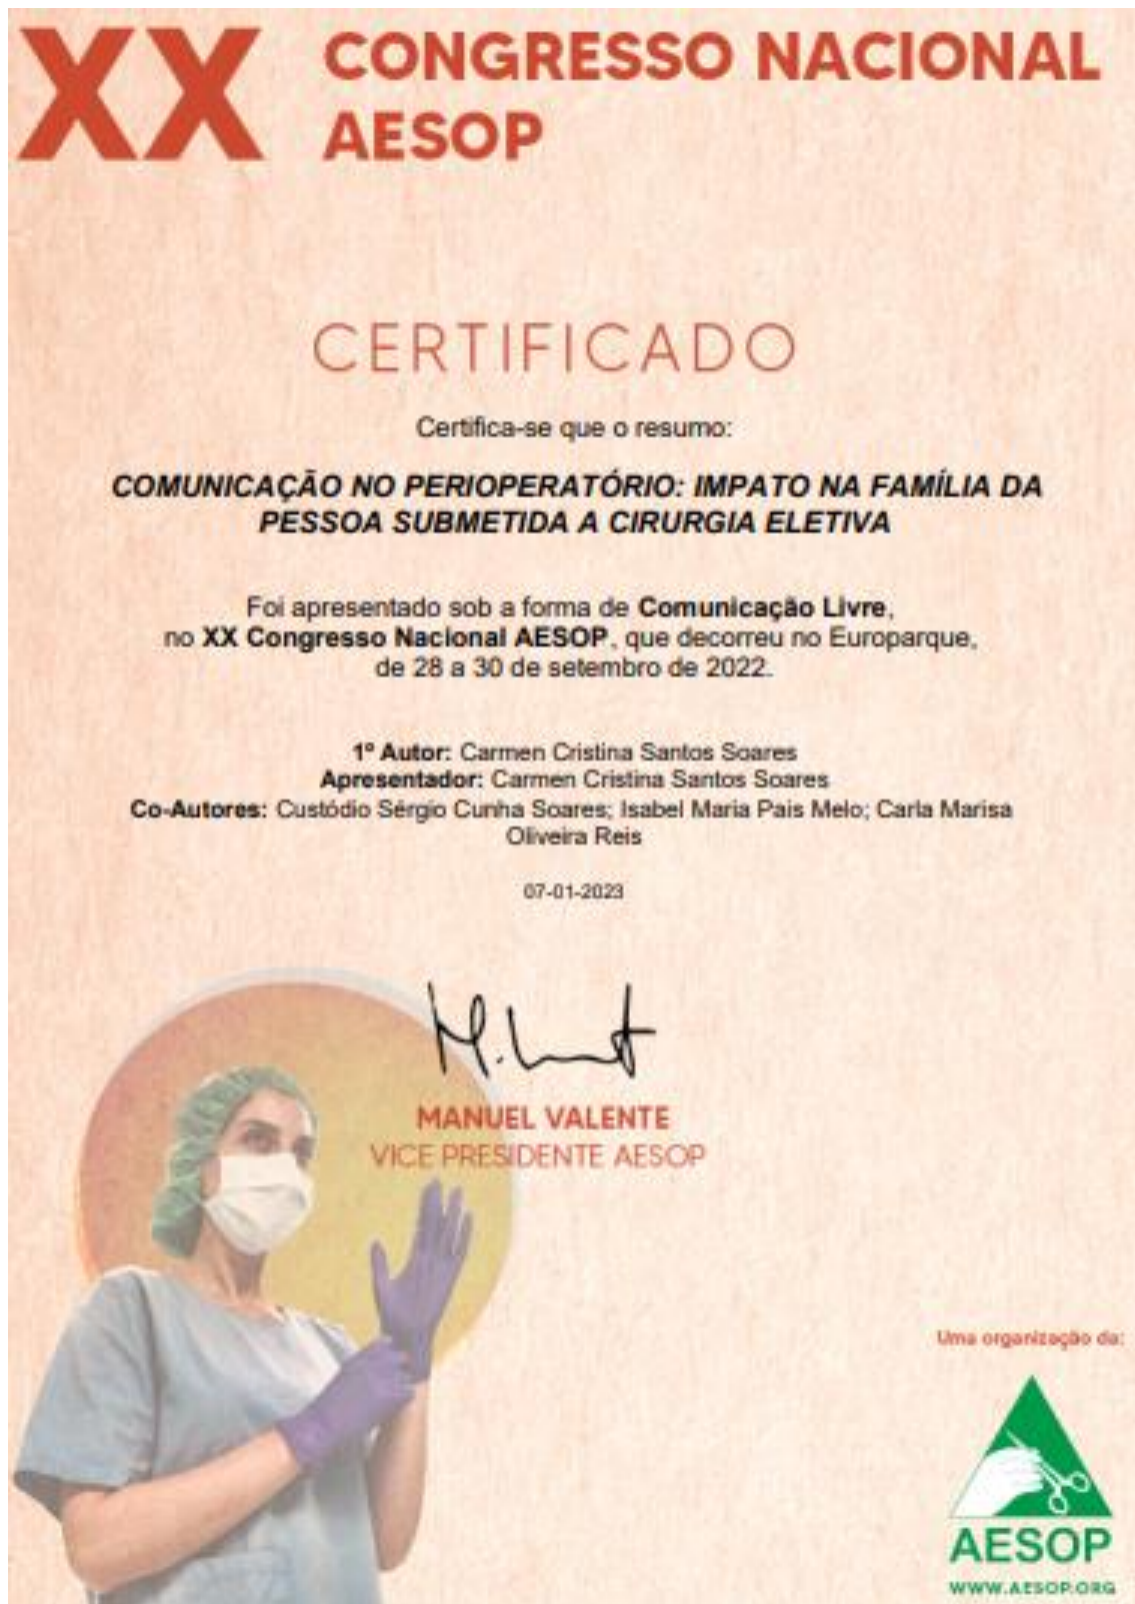 XX CONGRESSO NACIONAL
AESOP
CERTIFICADO
Certifica-se que o resumo:
COMUNICAÇÃO NO PERIOPERATÓRIO: IMPATO NA FAMÍLIA DA
PESSOA SUBMETIDA A CIRURGIA ELETIVA
Foi apresentado sob a forma de Comunicação Livre,
no XX Congresso Nacional AESOP, que decorreu no Europarque,
de 28 a 30 de setembro de 2022.
1º Autor: Carmen Cristina Santos Soares
Apresentador: Carmen Cristina Santos Soares
Co-Autores: Custódio Sérgio Cunha Soares; Isabel Maria Pais Melo; Carla Marisa
Oliveira Reis
07-01-2023
MANUEL VALENTE
VICE PRESIDENTE AESOP
Uma organização da:
AESOP
WWW.AESOP.ORG